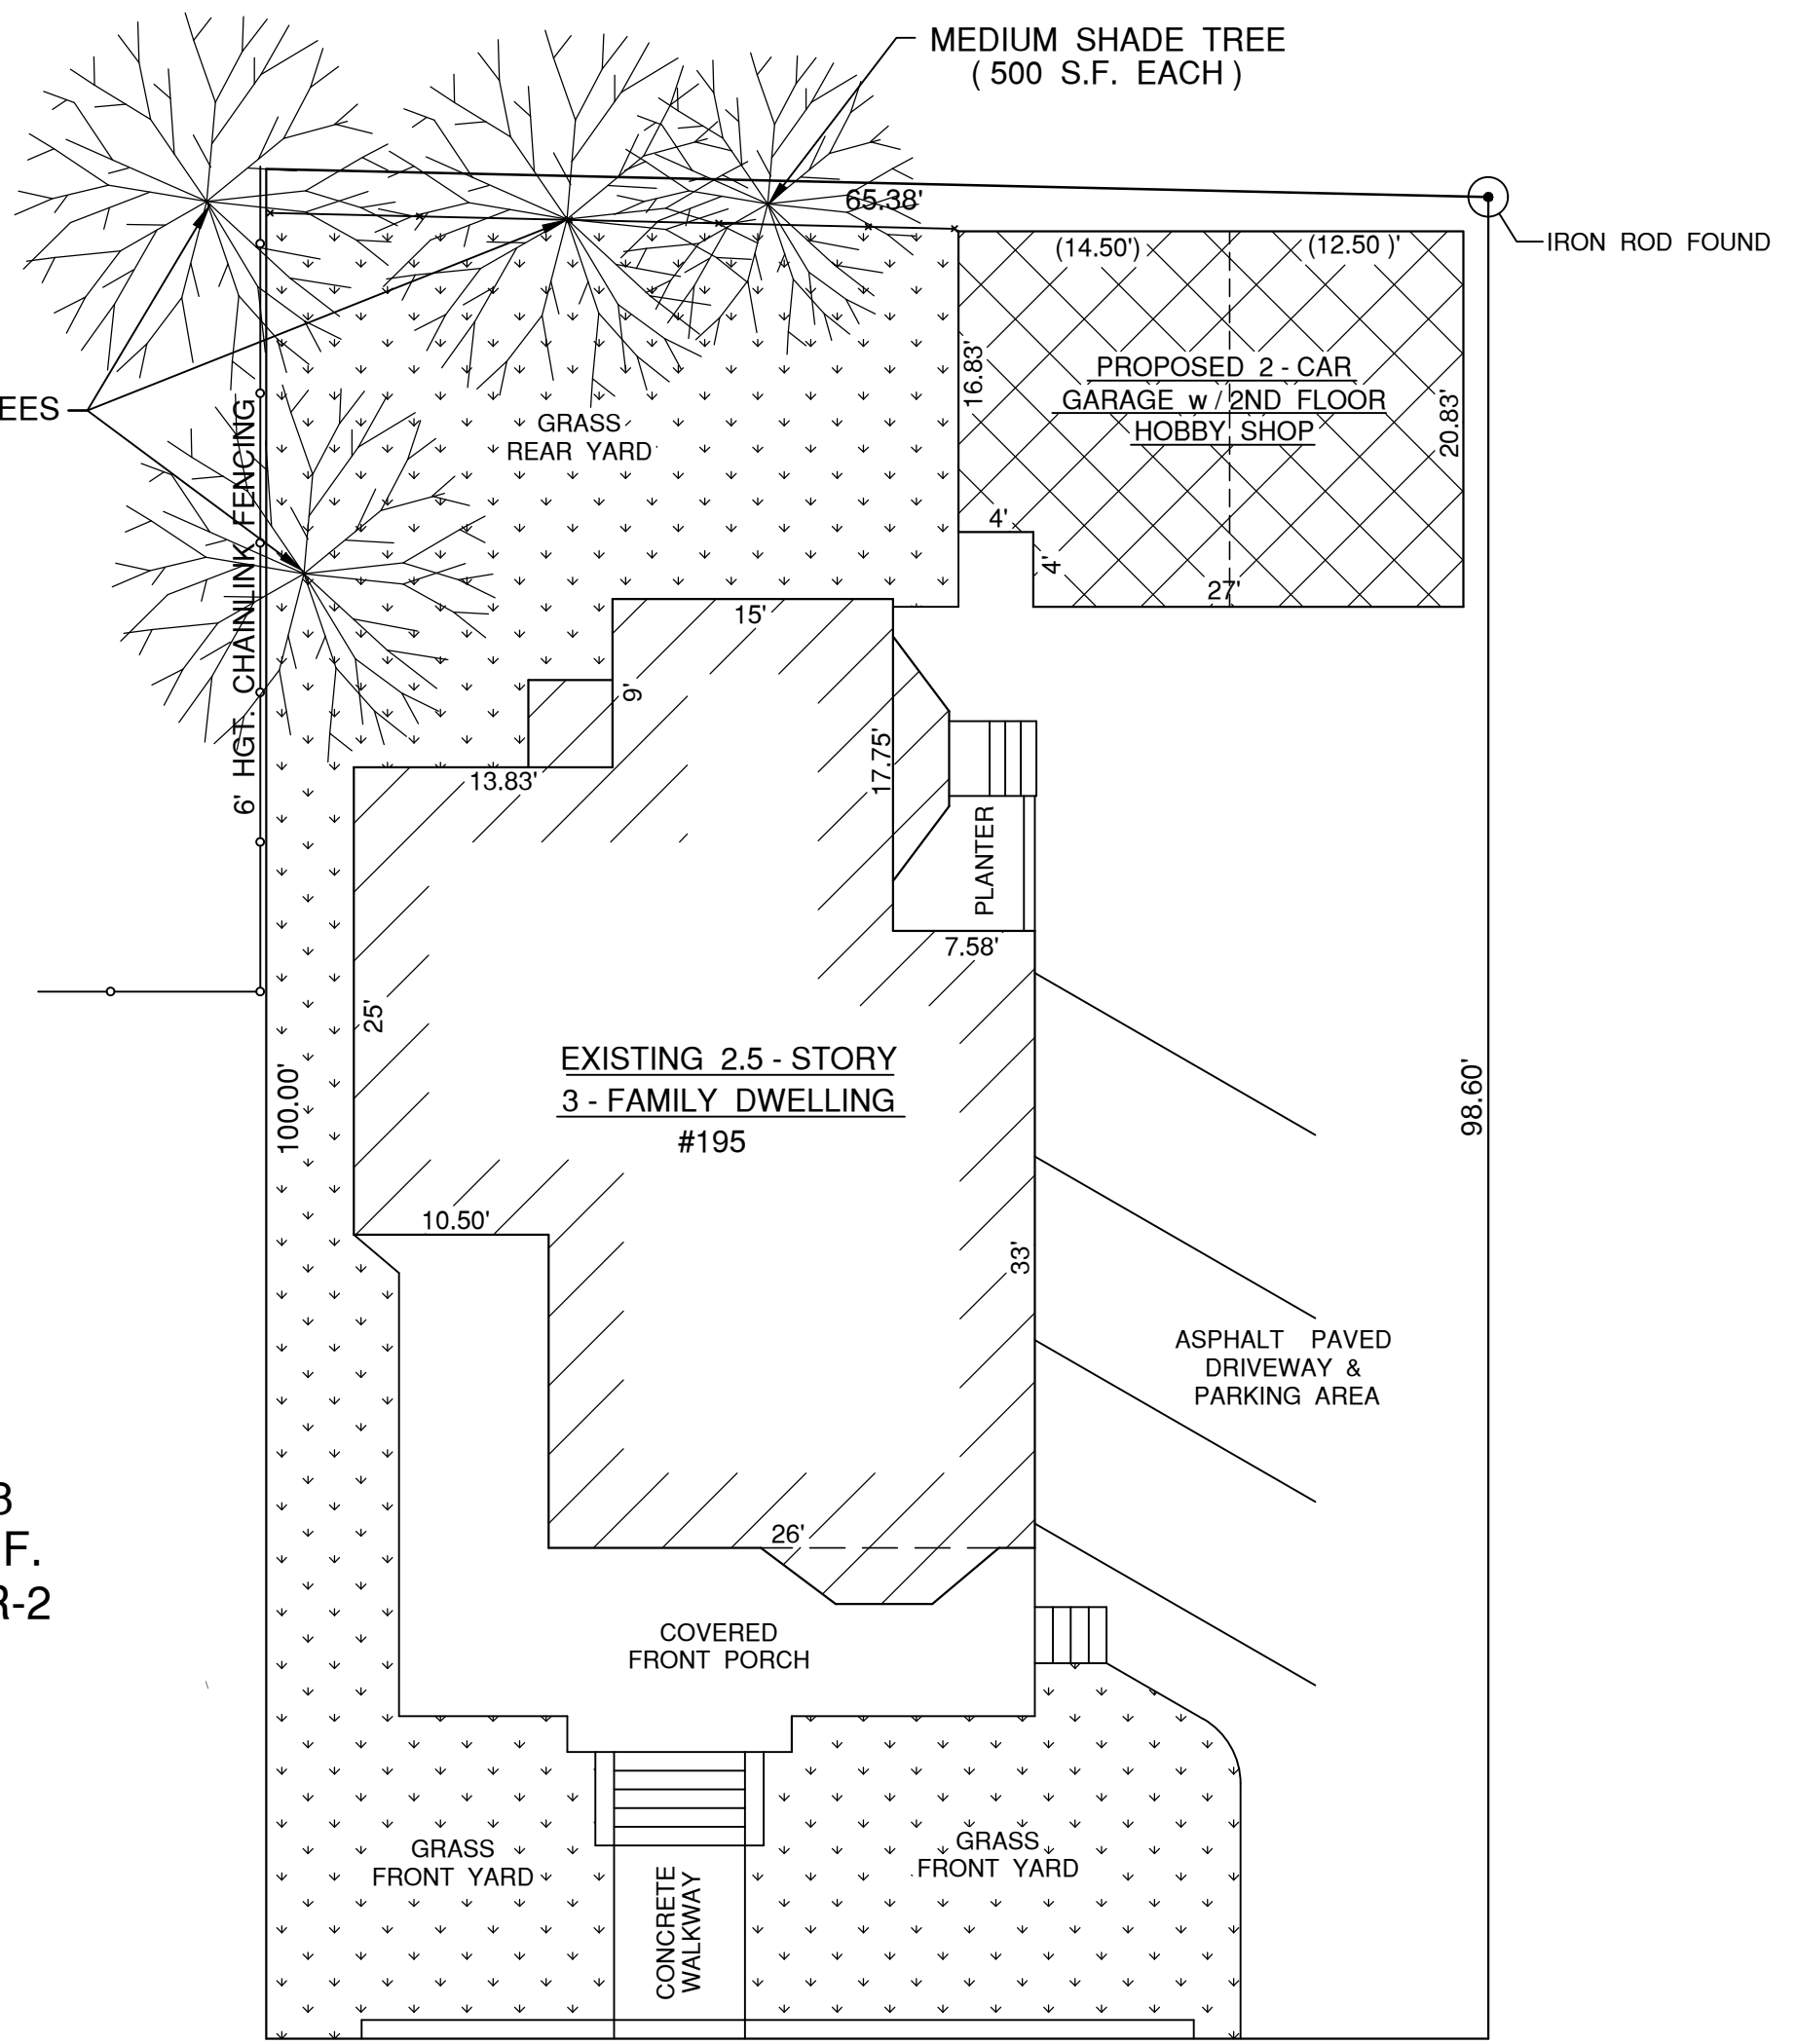 MEDIUM SHADE TREE
( 500 S.F. EACH )
65.38'
IRON ROD FOUND
(14.50')
(12.50 )'
PROPOSED 2 - CAR
GARAGE w / 2ND FLOOR
HOBBY SHOP
16.83'
20.83'
4'
4'
27'
EES
GRASS
REAR YARD
6' HGT. CHAINLINK FENCING
15'
9'
13.83'
17.75'
PLANTER
7.58'
25'
EXISTING 2.5 - STORY
3 - FAMILY DWELLING
#195
100.00'
98.60'
10.50'
33'
ASPHALT PAVED
DRIVEWAY &
PARKING AREA
3
F.
R-2
26'
COVERED
FRONT PORCH
GRASS
FRONT YARD
CONCRETE
WALKWAY
GRASS
FRONT YARD